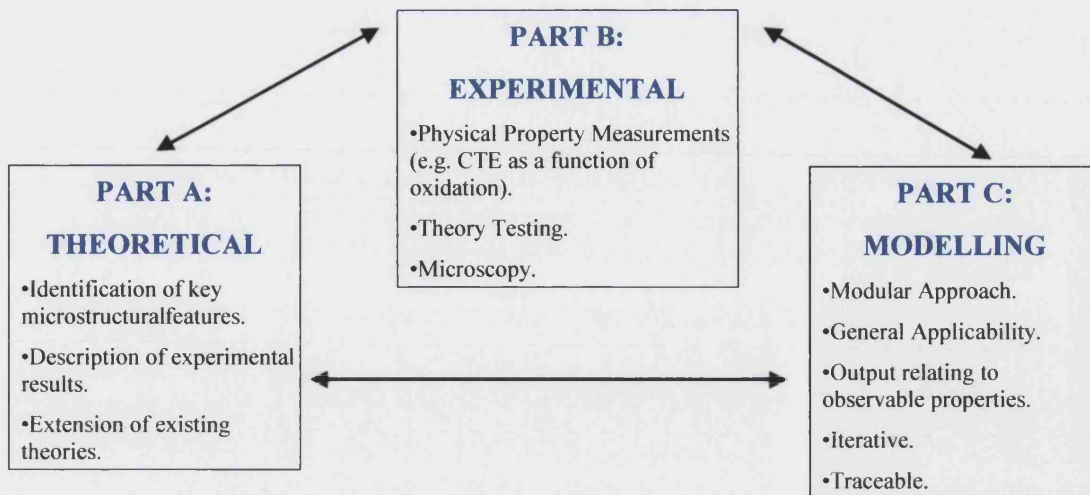 PART B:
EXPERIMENTAL
•Physical Property Measurements
(e.g. CTE as a function of
oxidation).
•Theory Testing.
•Microscopy.
PART A:
THEORETICAL
•Identification of key
microstructuralfeatures.
•Description of experimental
results.
•Extension of existing
theories.
PART C:
MODELLING
•Modular Approach.
•General Applicability.
•Output relating to
observable properties.
•Iterative.
•Traceable.